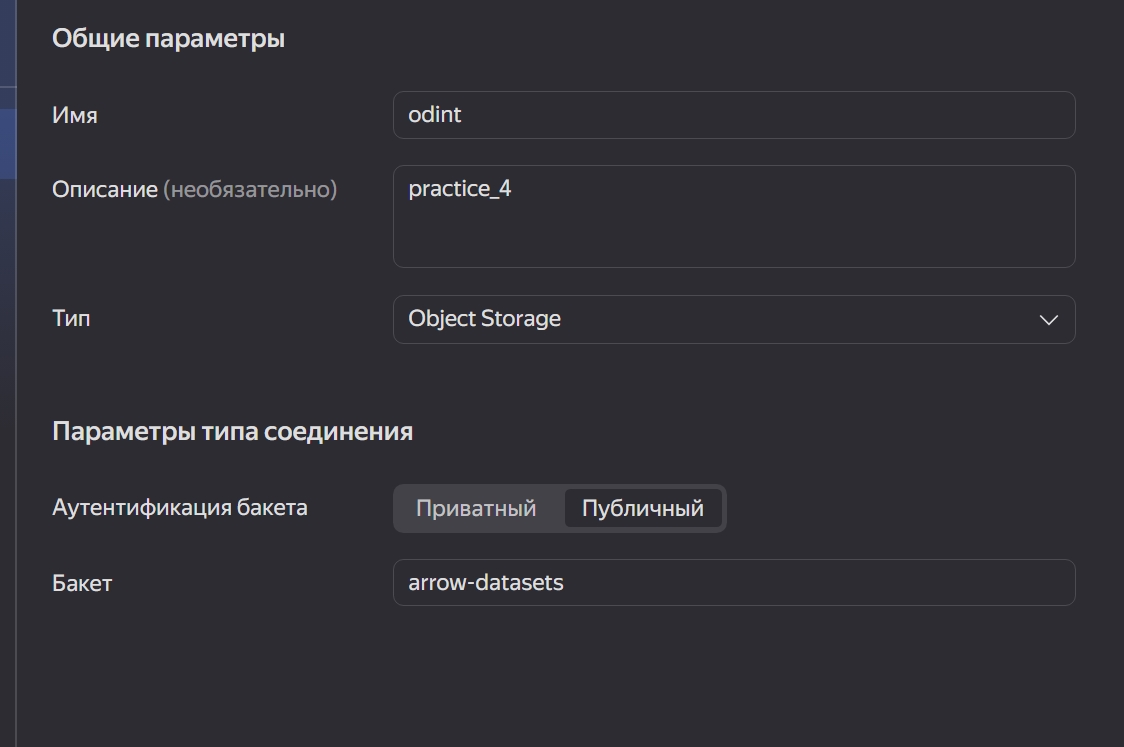 Общие параметры
Имя
odint
Описание (необязательно)
practice_4
Тип
Object Storage
Параметры типа соединения
Аутентификация бакета
Приватный Публичный
Бакет
arrow-datasets